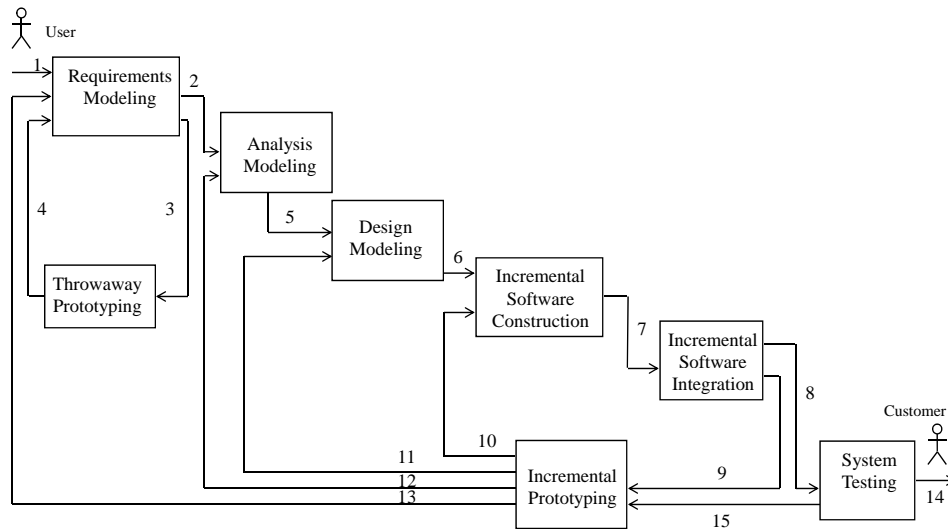 User
1
Requirements
Modeling
2
Analysis
Modeling
4
3
5
Design
Modeling
6
Throwaway
Prototyping
Incremental
Software
Construction
7
Incremental
Software
Integration
8
Customer
10
11
12
13
Incremental
Prototyping
9
15
System
Testing
14